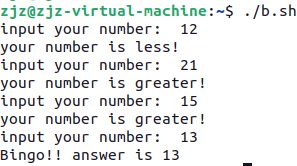 zjz@zjz-virtual-machine:~$ ./b.sh
input your number:  12
your number is less!
input your number:  21
your number is greater!
input your number:  15
your number is greater!
input your number:  13
Bingo!! answer is 13